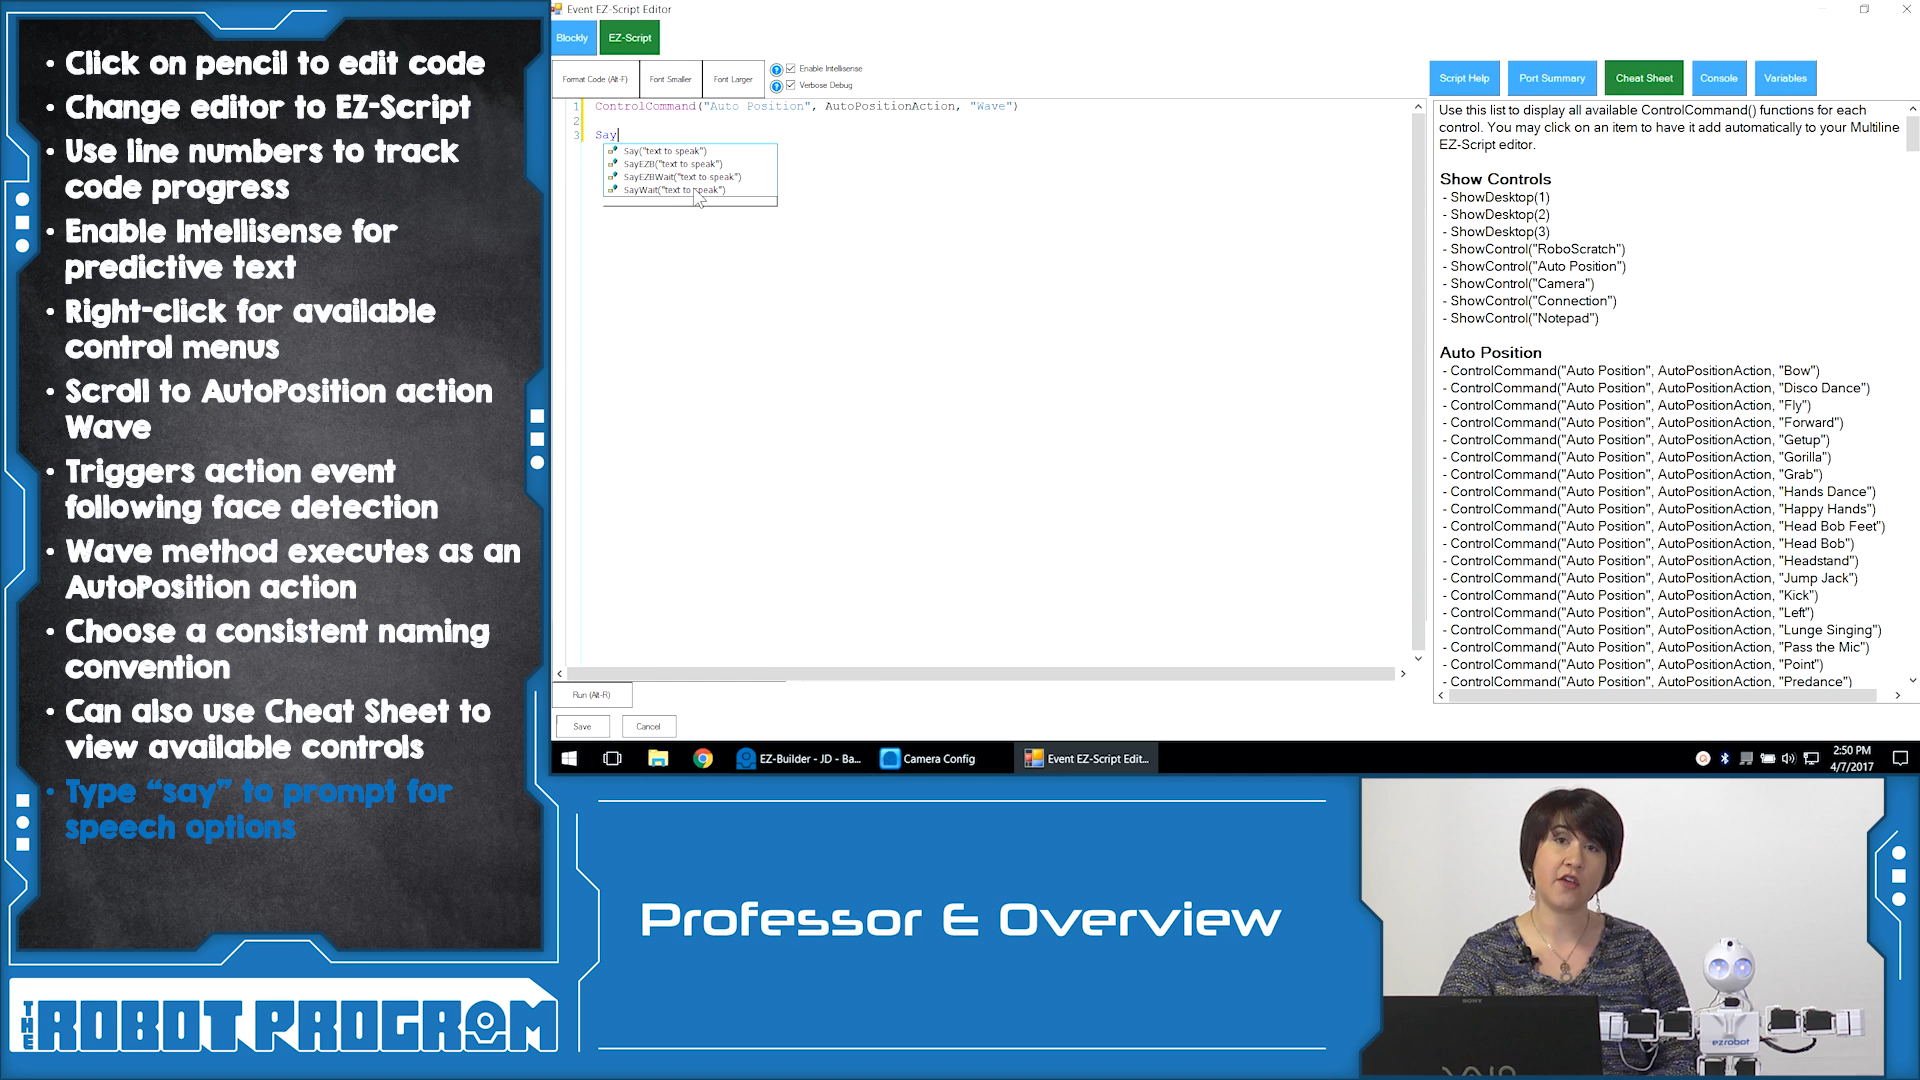 • Click on pencil to edit code
• Change editor to EZ-Script
• Use line numbers to track
code progress
• Enable Intellisense for
predictive text
• Right-click for available
control menus
• Scroll to AutoPosition action
Wave
• Triggers action event
following face detection
• Wave method executes as an
AutoPosition action
• Choose a consistent naming
convention
• Can also use Cheat Sheet to
view available controls
• Type “say” to prompt for
speech options
THE ROBOT PROGRAM
Event EZ-Script Editor
Blockly EZ-Script
Format Code (Alt-F) Font Smaller Font Larger
Enable Intellisense
Verbose Debug
1 ControlCommand("Auto Position", AutoPositionAction, "Wave")
2
3 Say
Say("text to speak")
SayEZB("text to speak")
SayEZBWait("text to speak")
SayWait("text to speak")
Run (Alt-R)
Save Cancel
Script Help Port Summary Cheat Sheet Console Variables
Use this list to display all available ControlCommand() functions for each
control. You may click on an item to have it add automatically to your Multiline
EZ-Script editor.
Show Controls
- ShowDesktop(1)
- ShowDesktop(2)
- ShowDesktop(3)
- ShowControl("RoboScratch")
- ShowControl("Auto Position")
- ShowControl("Camera")
- ShowControl("Connection")
- ShowControl("Notepad")
Auto Position
- ControlCommand("Auto Position", AutoPositionAction, "Bow")
- ControlCommand("Auto Position", AutoPositionAction, "Disco Dance")
- ControlCommand("Auto Position", AutoPositionAction, "Fly")
- ControlCommand("Auto Position", AutoPositionAction, "Forward")
- ControlCommand("Auto Position", AutoPositionAction, "Getup")
- ControlCommand("Auto Position", AutoPositionAction, "Gorilla")
- ControlCommand("Auto Position", AutoPositionAction, "Grab")
- ControlCommand("Auto Position", AutoPositionAction, "Hands Dance")
- ControlCommand("Auto Position", AutoPositionAction, "Happy Hands")
- ControlCommand("Auto Position", AutoPositionAction, "Head Bob Feet")
- ControlCommand("Auto Position", AutoPositionAction, "Head Bob")
- ControlCommand("Auto Position", AutoPositionAction, "Headstand")
- ControlCommand("Auto Position", AutoPositionAction, "Jump Jack")
- ControlCommand("Auto Position", AutoPositionAction, "Kick")
- ControlCommand("Auto Position", AutoPositionAction, "Left")
- ControlCommand("Auto Position", AutoPositionAction, "Lunge Singing")
- ControlCommand("Auto Position", AutoPositionAction, "Pass the Mic")
- ControlCommand("Auto Position", AutoPositionAction, "Point")
- ControlCommand("Auto Position", AutoPositionAction, "Predance")
EZ-Builder - JD - Ba... Camera Config Event EZ-Script Edit...
2:50 PM
4/7/2017
Professor E Overview
SONY
VAIO
ezrobot